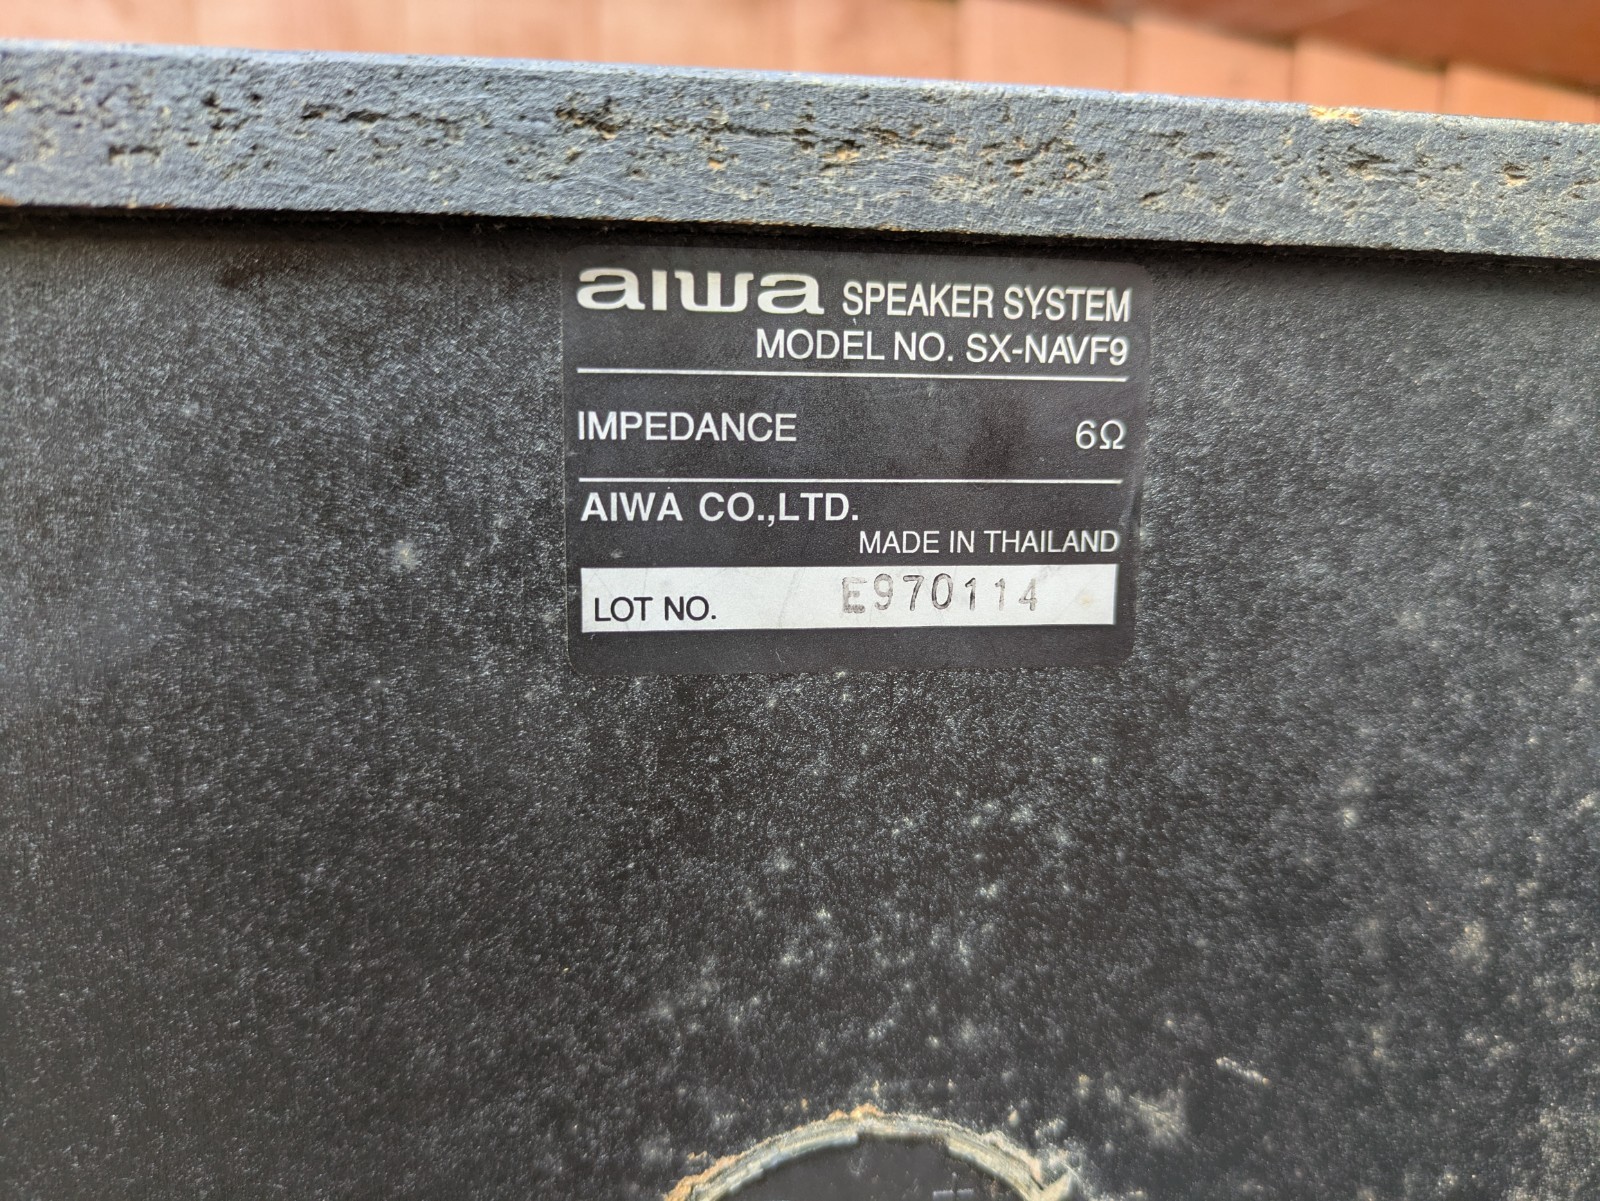 aiwa SPEAKER SYSTEM
MODEL NO. SX-NAVF9
IMPEDANCE 6Ω
AIWA CO.,LTD.
MADE IN THAILAND
LOT NO. E970114